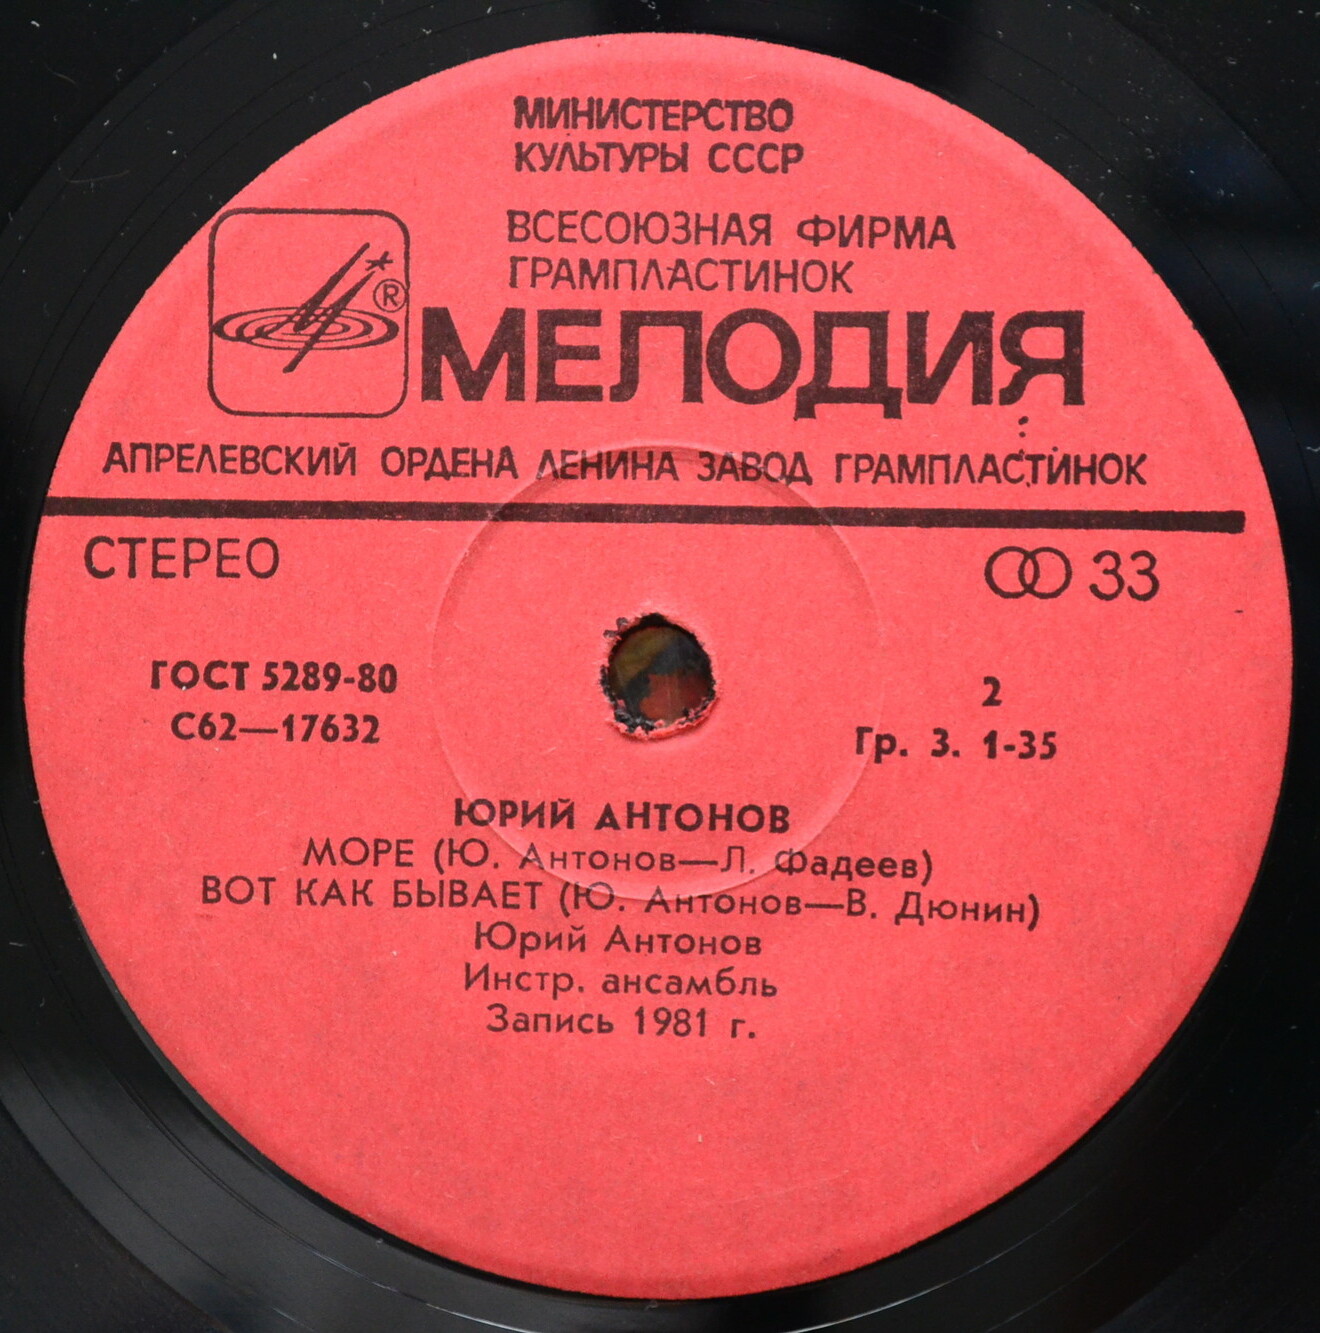 МИНИСТЕРСТВО
КУЛЬТУРЫ СССР
ВСЕСОЮЗНАЯ ФИРМА
ГРАМПЛАСТИНОК
® МЕЛОДИЯ
АПРЕЛЕВСКИЙ ОРДЕНА ЛЕНИНА ЗАВОД ГРАМПЛАСТИНОК
СТЕРЕО 33
ГОСТ 5289-80 2
С62—17632 Гр. 3. 1-35
ЮРИЙ АНТОНОВ
МОРЕ (Ю. Антонов—Л. Фадеев)
ВОТ КАК БЫВАЕТ (Ю. Антонов—В. Дюнин)
Юрий Антонов
Инстр. ансамбль
Запись 1981 г.